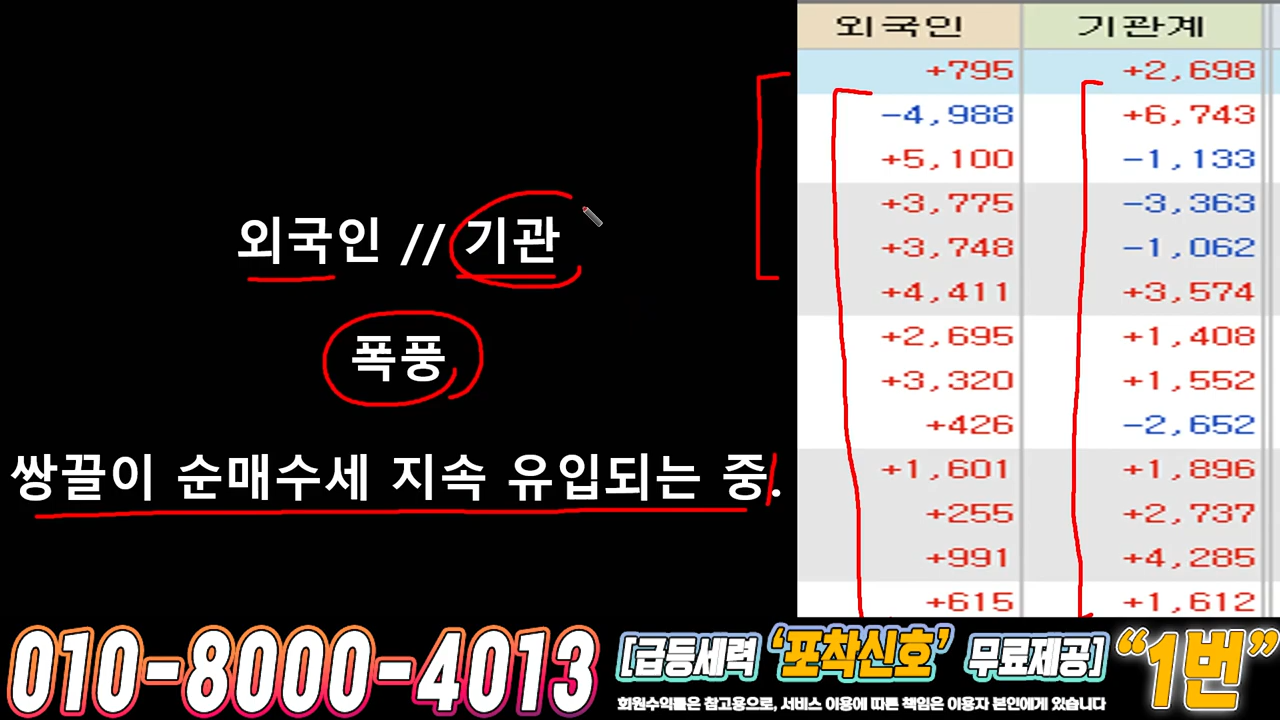 외국인 // 기관
폭풍
쌍끌이 순매수세 지속 유입되는 중.
외국인 기관계
+795 +2,698
-4,988 +6,743
+5,100 -1,133
+3,775 -3,363
+3,748 -1,062
+4,411 +3,574
+2,695 +1,408
+3,320 +1,552
+426 -2,652
+1,601 +1,896
+255 +2,737
+991 +4,285
+615 +1,612
010-8000-4013 [급등세력 '포착신호' 무료제공] "1번"
회원수익률은 참고용으로, 서비스 이용에 따른 책임은 이용자 본인에게 있습니다